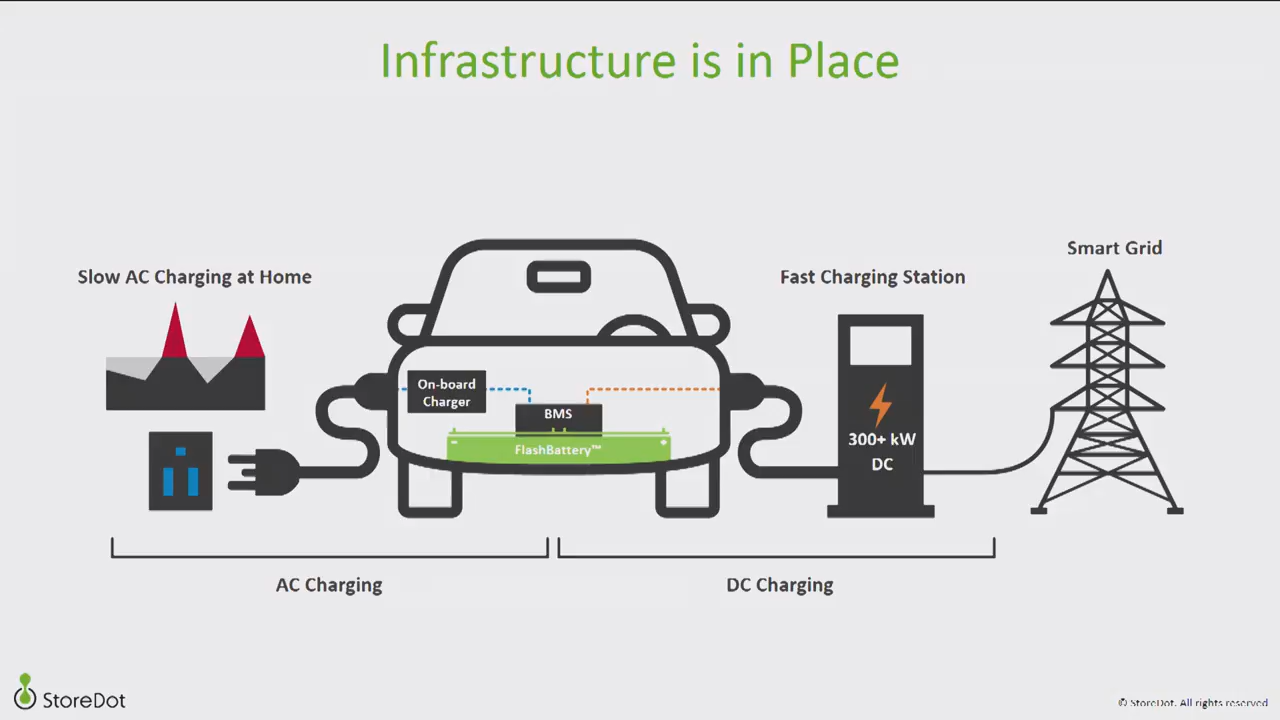 Infrastructure is in Place
Smart Grid
Slow AC Charging at Home
Fast Charging Station
On-board
Charger
BMS
FlashBattery™
300+ kW
DC
AC Charging
DC Charging
StoreDot
© StoreDot. All rights reserved